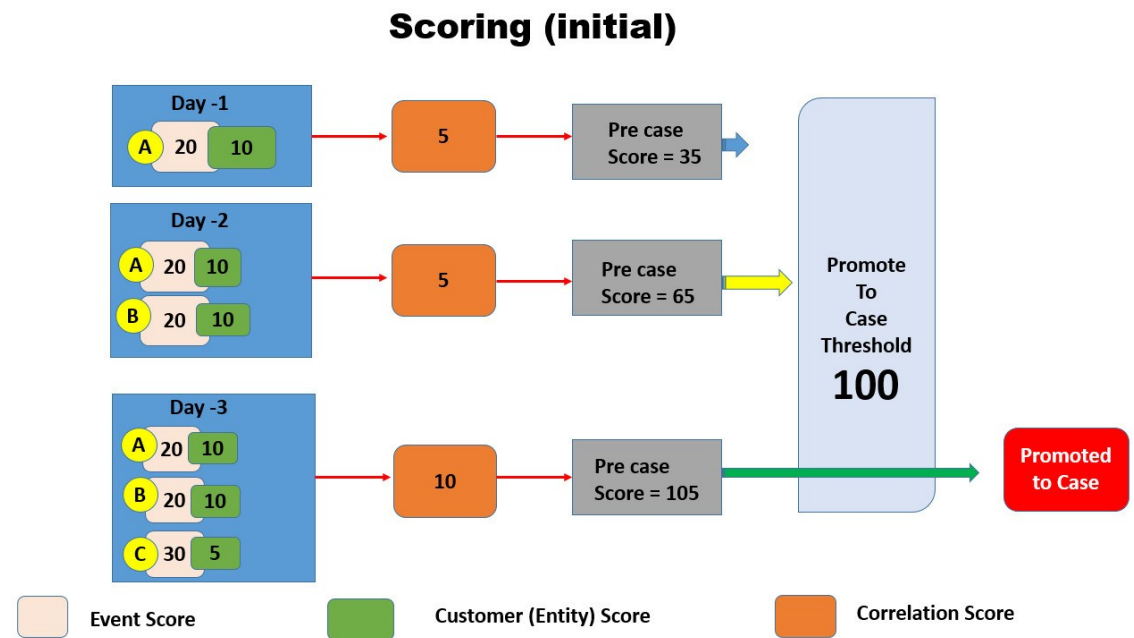 Scoring (initial)
Day -1
A 20 10
5
Pre case
Score = 35
Day -2
A 20 10
B 20 10
5
Pre case
Score = 65
Promote
To
Case
Threshold
100
Day -3
A 20 10
B 20 10
C 30 5
10
Pre case
Score = 105
Promoted
to Case
Event Score
Customer (Entity) Score
Correlation Score